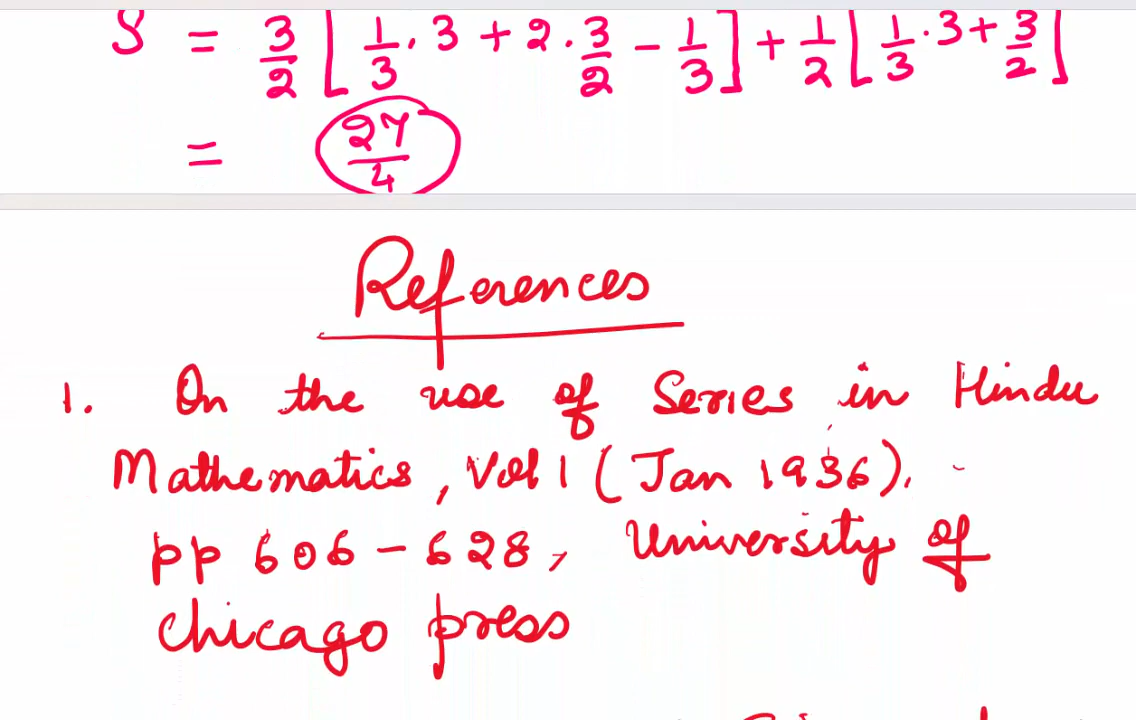 S = 3/2 [ 1/3 . 3 + 2 . 3/2 - 1/3 ] + 1/2 [ 1/3 . 3 + 3/2 ]
= 27/4
References
1. On the use of Series in Hindu
Mathematics, Vol 1 (Jan 1936).
pp 606 - 628, University of
Chicago press